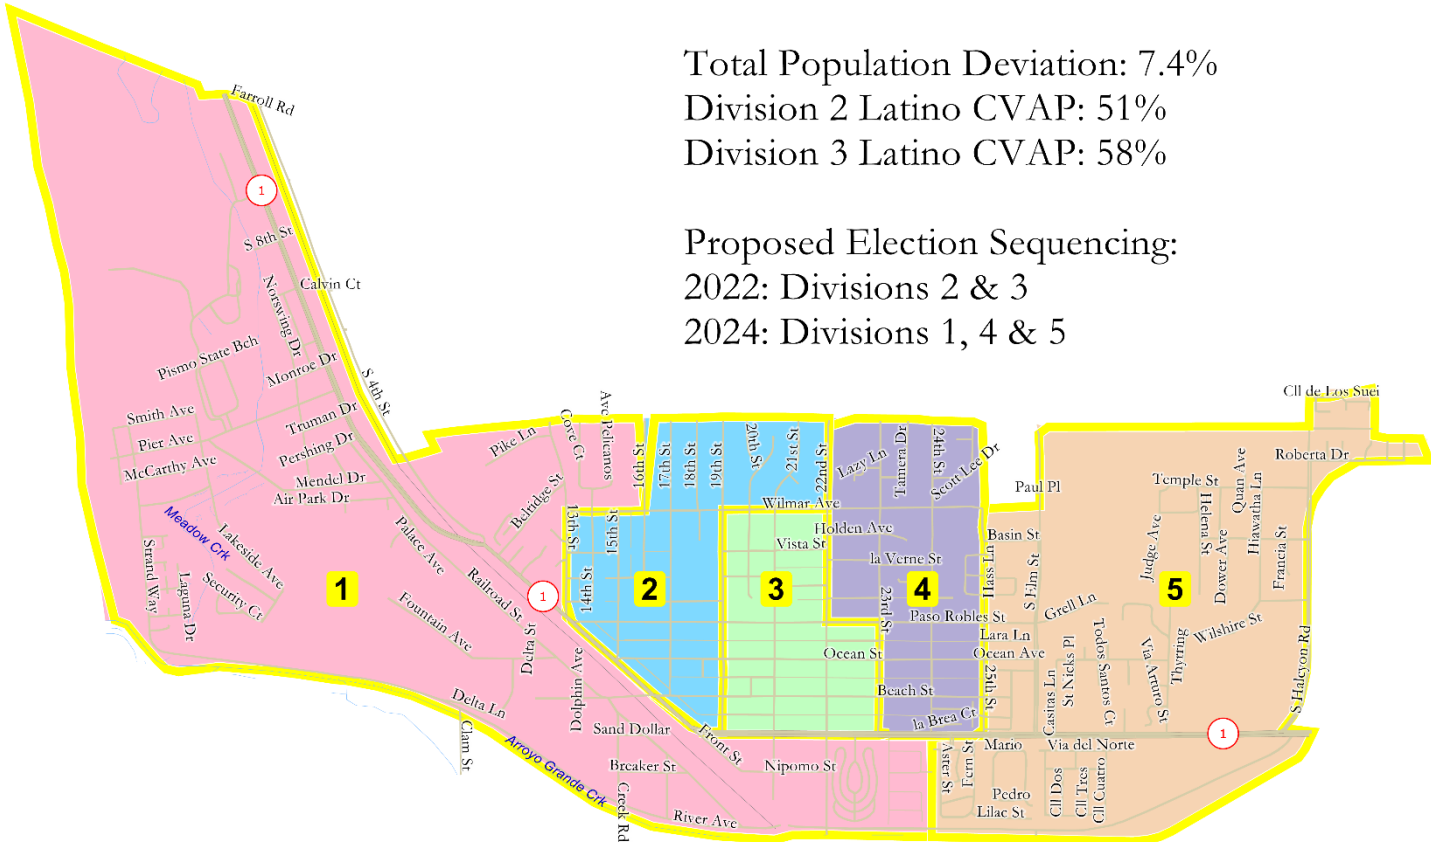 Total Population Deviation: 7.4%
Division 2 Latino CVAP: 51%
Division 3 Latino CVAP: 58%
Proposed Election Sequencing:
2022: Divisions 2 & 3
2024: Divisions 1, 4 & 5
Farroll Rd
1
S 8th St
Calvin Ct
Norswing Dr
Pismo State Bch
Monroe Dr
S 4th St
Smith Ave
Truman Dr
Pier Ave
Pershing Dr
McCarthy Ave
Mendel Dr
Air Park Dr
Meadow Crk
Lakeside Ave
Palace Ave
Strand Way
Laguna Dr
Security Ct
1
Fountain Ave
Railroad St
Delta St
Delta Ln
Clam St
Arroyo Grande Crk
Dolphin Ave
Sand Dollar
Breaker St
Creek Rd
River Ave
Front St
Nipomo St
Pike Ln
Cove Ct
Ave Pelicanos
Belridge St
13th St
14th St
15th St
16th St
17th St
18th St
19th St
20th St
21st St
22nd St
1
2
Wilmar Ave
Vista St
3
Holden Ave
Lazy Ln
Tamera Dr
24th St
Scott Lee Dr
la Verne St
4
23rd St
Paso Robles St
Ocean St
Beach St
la Brea Ct
Cll de Los Suei
Roberta Dr
Paul Pl
Temple St
Quan Ave
Hiawatha Ln
Helena St
Basin St
Judge Ave
Dower Ave
Francia St
Hass Ln
S Elm St
5
Grell Ln
Wilshire St
Lara Ln
Ocean Ave
25th St
Casitas Ln
St Nicks Pl
Todos Santos Ct
Via Arturo St
Thyrring
S Halcyon Rd
1
Mario
Via del Norte
Aster St
Fern St
Pedro
Lilac St
Cll Dos
Cll Tres
Cll Cuatro